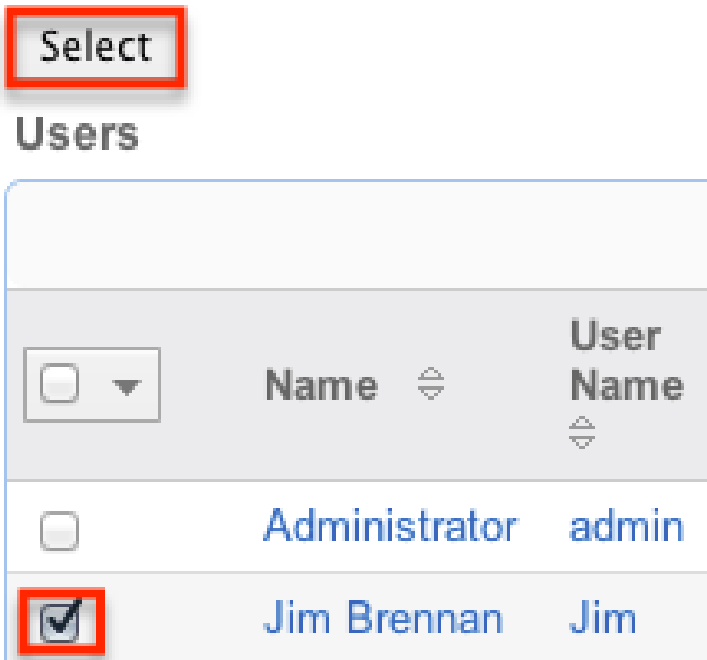 Select
Users
Name User Name
Administrator admin
Jim Brennan Jim